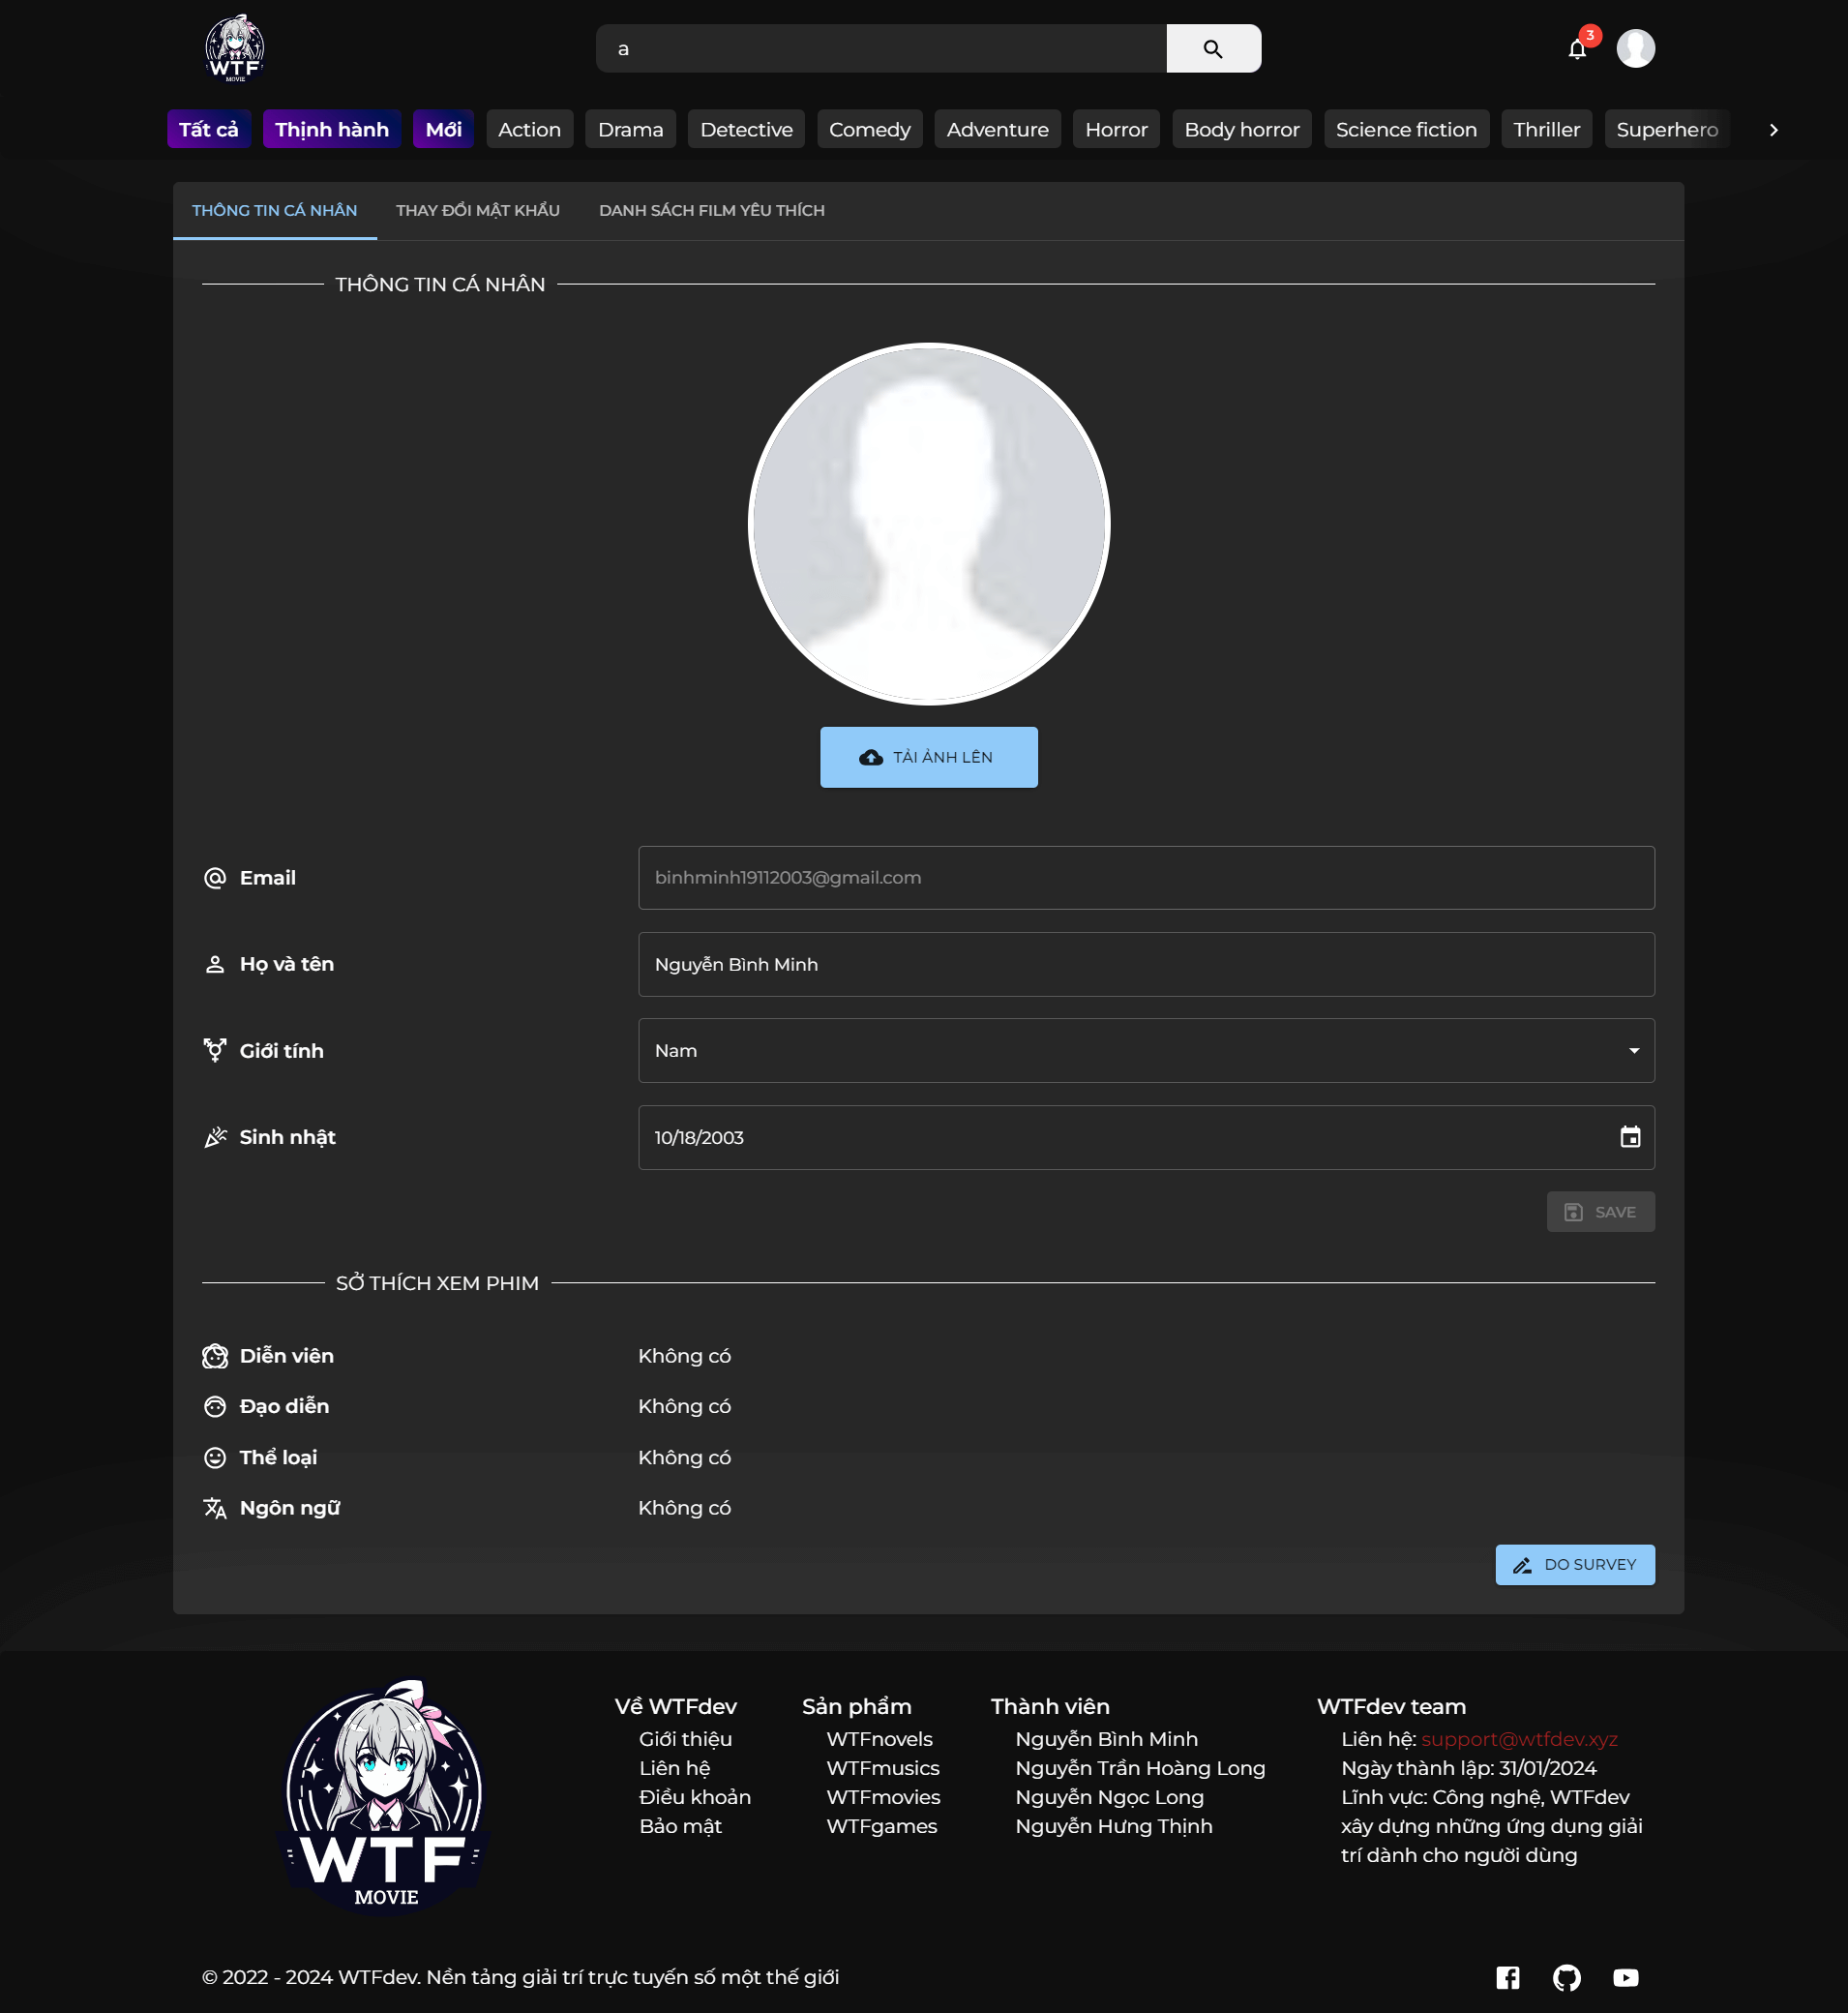 WTF
MOVIE
a
3
Tất cả
Thịnh hành
Mới
Action
Drama
Detective
Comedy
Adventure
Horror
Body horror
Science fiction
Thriller
Superhero
THÔNG TIN CÁ NHÂN
THAY ĐỔI MẬT KHẨU
DANH SÁCH FILM YÊU THÍCH
THÔNG TIN CÁ NHÂN
TẢI ẢNH LÊN
Email
binhminh19112003@gmail.com
Họ và tên
Nguyễn Bình Minh
Giới tính
Nam
Sinh nhật
10/18/2003
SAVE
SỞ THÍCH XEM PHIM
Diễn viên
Không có
Đạo diễn
Không có
Thể loại
Không có
Ngôn ngữ
Không có
DO SURVEY
WTF
MOVIE
Về WTFdev
Giới thiệu
Liên hệ
Điều khoản
Bảo mật
Sản phẩm
WTFnovels
WTFmusics
WTFmovies
WTFgames
Thành viên
Nguyễn Bình Minh
Nguyễn Trần Hoàng Long
Nguyễn Ngọc Long
Nguyễn Hưng Thịnh
WTFdev team
Liên hệ: support@wtfdev.xyz
Ngày thành lập: 31/01/2024
Lĩnh vực: Công nghệ, WTFdev
xây dựng những ứng dụng giải
trí dành cho người dùng
© 2022 - 2024 WTFdev. Nền tảng giải trí trực tuyến số một thế giới